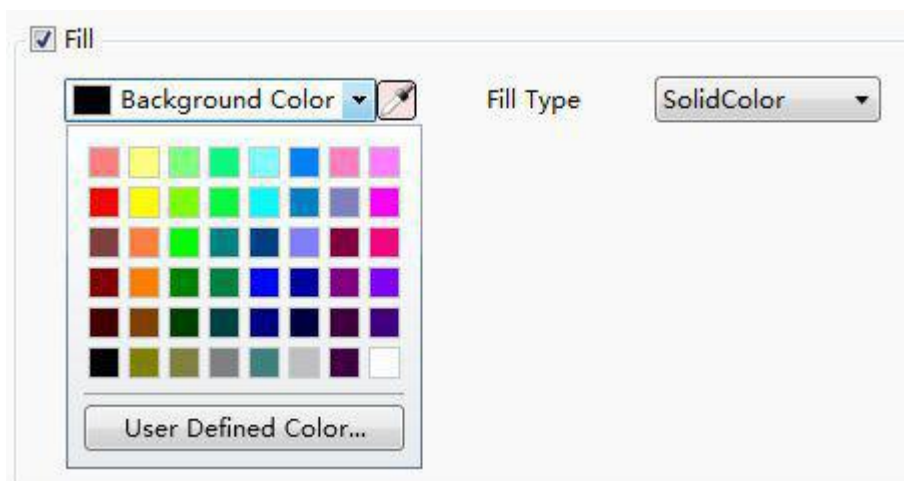 Fill
Background Color
Fill Type
SolidColor
User Defined Color...